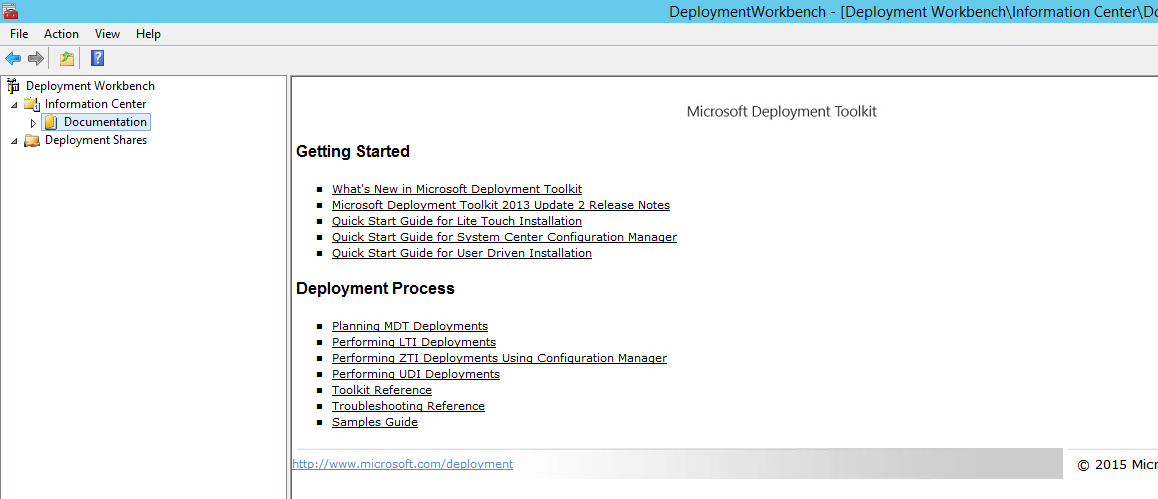 DeploymentWorkbench - [Deployment Workbench\Information Center\Do
File Action View Help
Deployment Workbench
Information Center
Documentation
Deployment Shares
Microsoft Deployment Toolkit
Getting Started
What's New in Microsoft Deployment Toolkit
Microsoft Deployment Toolkit 2013 Update 2 Release Notes
Quick Start Guide for Lite Touch Installation
Quick Start Guide for System Center Configuration Manager
Quick Start Guide for User Driven Installation
Deployment Process
Planning MDT Deployments
Performing LTI Deployments
Performing ZTI Deployments Using Configuration Manager
Performing UDI Deployments
Toolkit Reference
Troubleshooting Reference
Samples Guide
http://www.microsoft.com/deployment
© 2015 Micr